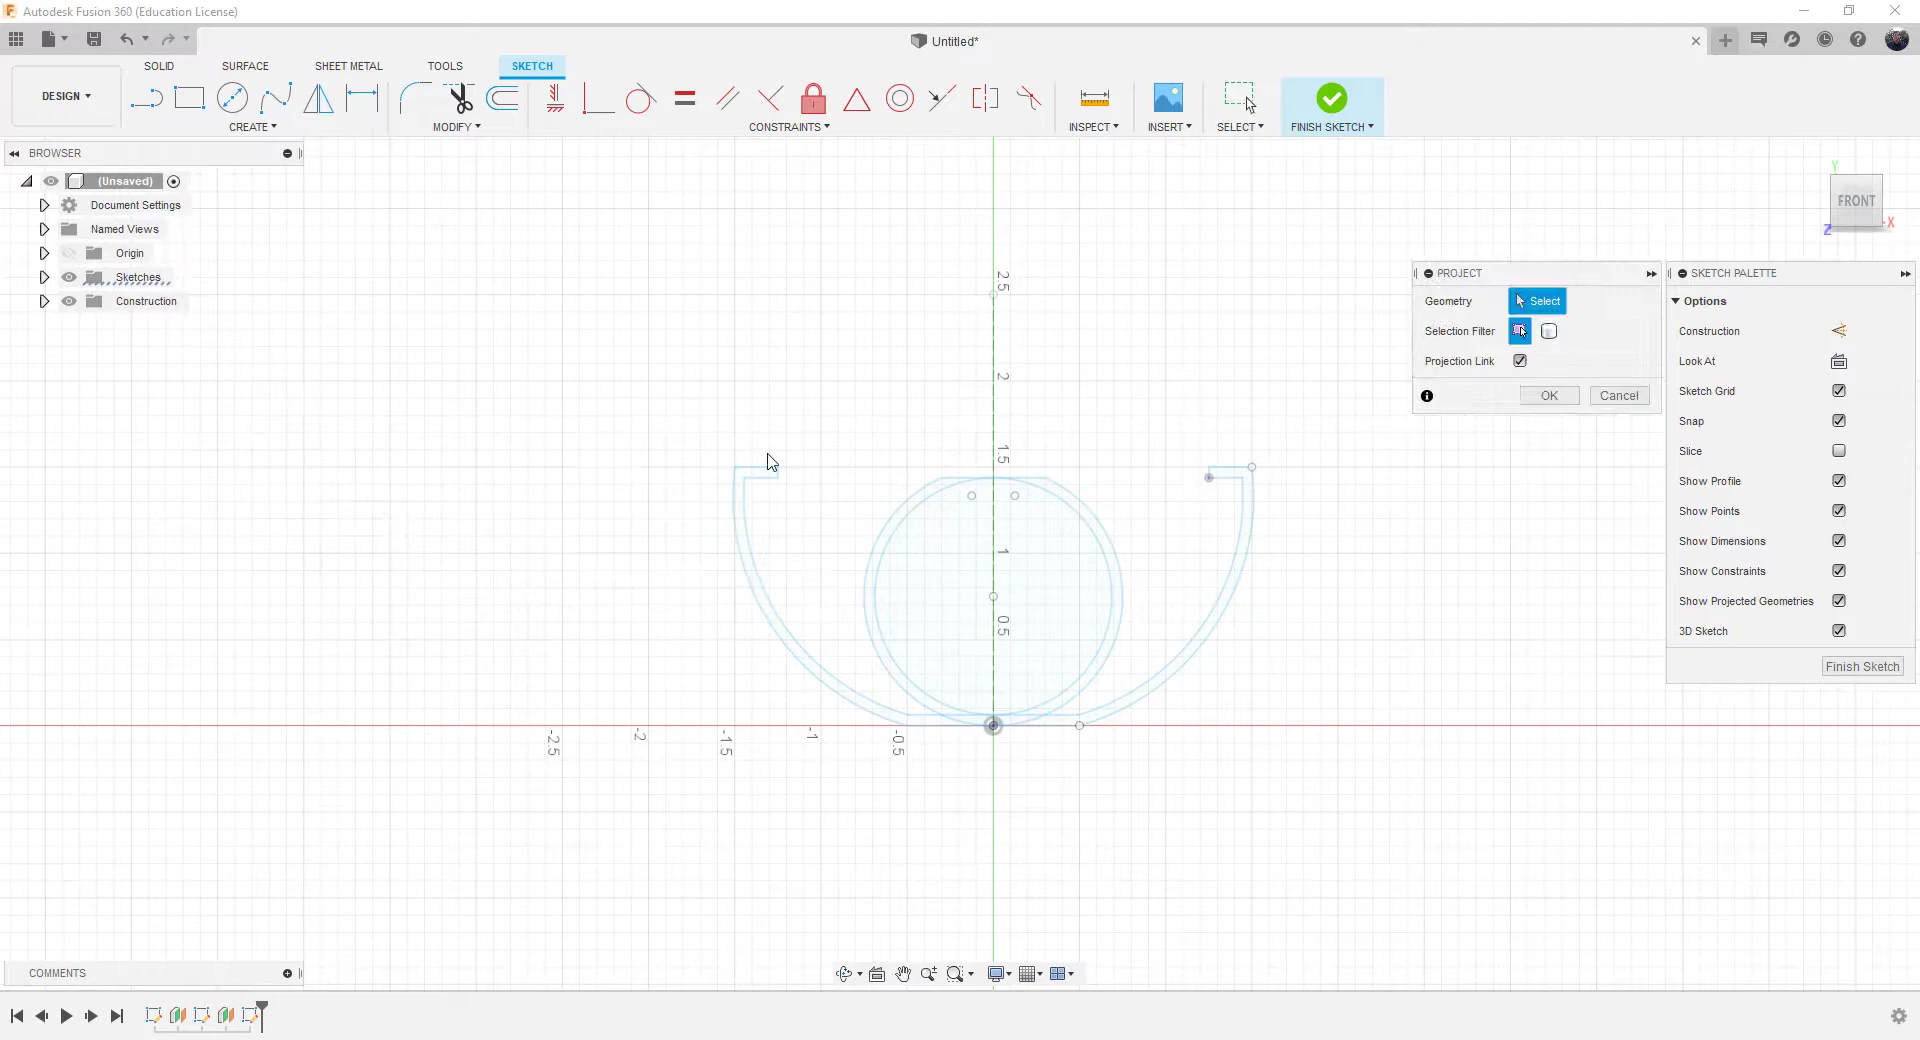 Autodesk Fusion 360 (Education License)
Untitled*
DESIGN
SOLID
SURFACE
SHEET METAL
TOOLS
SKETCH
CREATE
MODIFY
CONSTRAINTS
INSPECT
INSERT
SELECT
FINISH SKETCH
BROWSER
(Unsaved)
Document Settings
Named Views
Origin
Sketches
Construction
Y
FRONT
X
Z
2.5
2
1.5
1
0.5
-2.5
-2
-1.5
-1
-0.5
PROJECT
Geometry
Select
Selection Filter
Projection Link
OK
Cancel
SKETCH PALETTE
Options
Construction
Look At
Sketch Grid
Snap
Slice
Show Profile
Show Points
Show Dimensions
Show Constraints
Show Projected Geometries
3D Sketch
Finish Sketch
COMMENTS